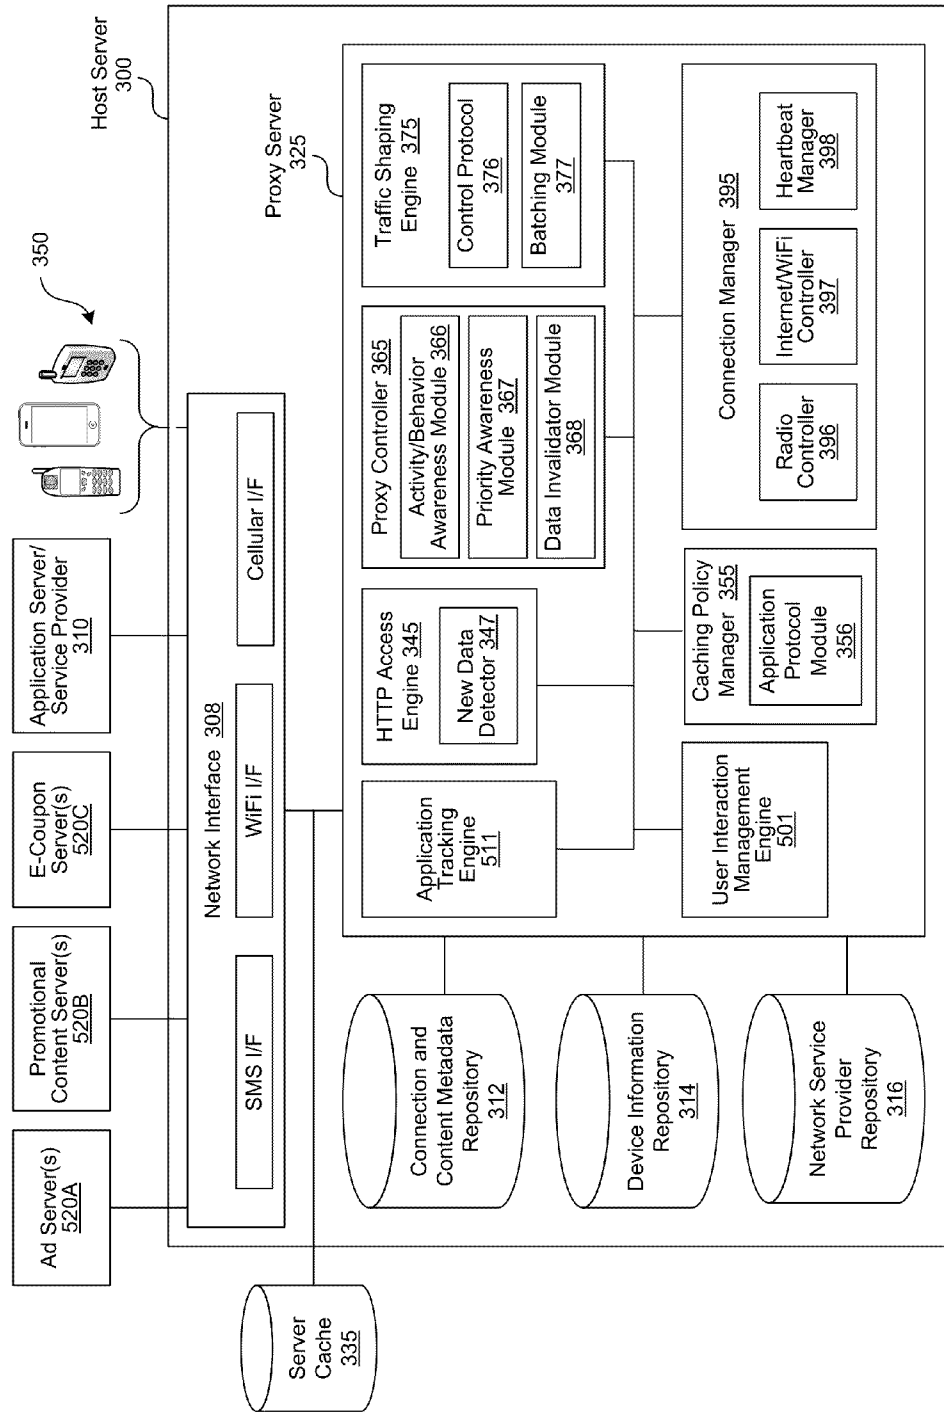 Ad Server(s)
520A
Promotional
Content Server(s)
520B
E-Coupon
Server(s)
520C
Application Server/
Service Provider
310
350
Host Server
300
Network Interface 308
SMS I/F
WiFi I/F
Cellular I/F
Server
Cache
335
Proxy Server
325
Connection and
Content Metadata
Repository
312
Device Information
Repository
314
Network Service
Provider
Repository
316
Application
Tracking
Engine
511
HTTP Access
Engine 345
New Data
Detector 347
Proxy Controller 365
Activity/Behavior
Awareness Module 366
Priority Awareness
Module
367
Data Invalidator Module
368
Traffic Shaping
Engine 375
Control Protocol
376
Batching Module
377
User Interaction
Management
Engine
501
Caching Policy
Manager 355
Application
Protocol
Module
356
Connection Manager 395
Radio
Controller
396
Internet/WiFi
Controller
397
Heartbeat
Manager
398